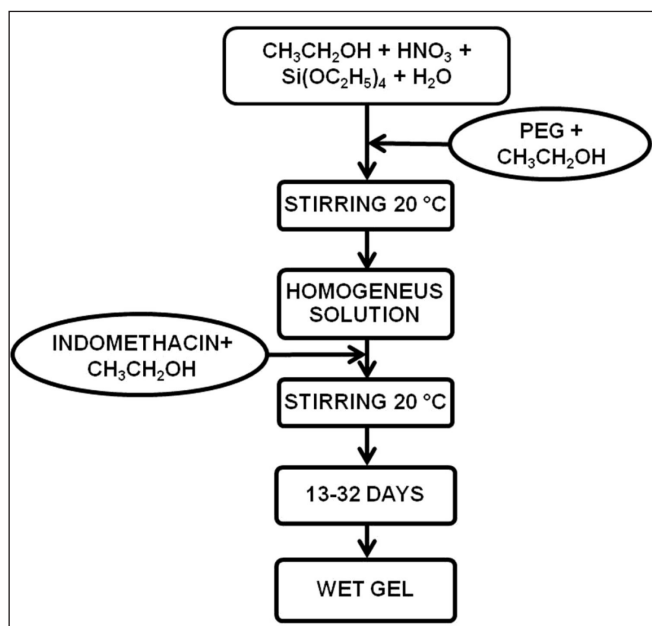 CH₃CH₂OH + HNO₃ +
Si(OC₂H₅)₄ + H₂O
PEG +
CH₃CH₂OH
STIRRING 20 °C
HOMOGENEUS
SOLUTION
INDOMETHACIN+
CH₃CH₂OH
STIRRING 20 °C
13-32 DAYS
WET GEL